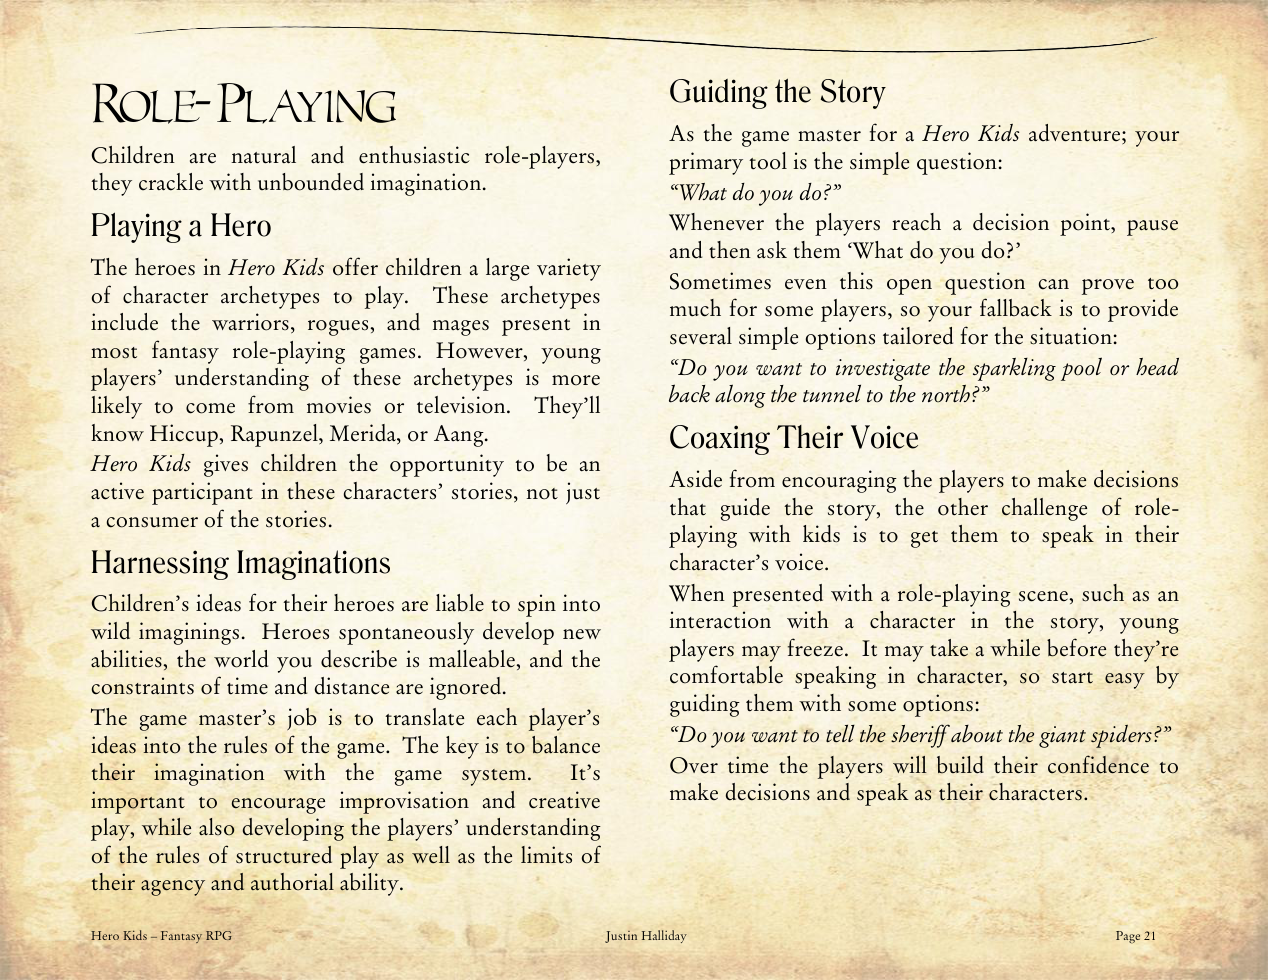 ROLE-PLAYING
Children are natural and enthusiastic role-players,
they crackle with unbounded imagination.
Playing a Hero
The heroes in Hero Kids offer children a large variety
of character archetypes to play. These archetypes
include the warriors, rogues, and mages present in
most fantasy role-playing games. However, young
players' understanding of these archetypes is more
likely to come from movies or television. They'll
know Hiccup, Rapunzel, Merida, or Aang.
Hero Kids gives children the opportunity to be an
active participant in these characters' stories, not just
a consumer of the stories.
Harnessing Imaginations
Children's ideas for their heroes are liable to spin into
wild imaginings. Heroes spontaneously develop new
abilities, the world you describe is malleable, and the
constraints of time and distance are ignored.
The game master's job is to translate each player's
ideas into the rules of the game. The key is to balance
their imagination with the game system. It's
important to encourage improvisation and creative
play, while also developing the players' understanding
of the rules of structured play as well as the limits of
their agency and authorial ability.
Guiding the Story
As the game master for a Hero Kids adventure; your
primary tool is the simple question:
“What do you do?”
Whenever the players reach a decision point, pause
and then ask them ‘What do you do?’
Sometimes even this open question can prove too
much for some players, so your fallback is to provide
several simple options tailored for the situation:
“Do you want to investigate the sparkling pool or head
back along the tunnel to the north?”
Coaxing Their Voice
Aside from encouraging the players to make decisions
that guide the story, the other challenge of role-
playing with kids is to get them to speak in their
character's voice.
When presented with a role-playing scene, such as an
interaction with a character in the story, young
players may freeze. It may take a while before they're
comfortable speaking in character, so start easy by
guiding them with some options:
“Do you want to tell the sheriff about the giant spiders?”
Over time the players will build their confidence to
make decisions and speak as their characters.
Hero Kids – Fantasy RPG
Justin Halliday
Page 21